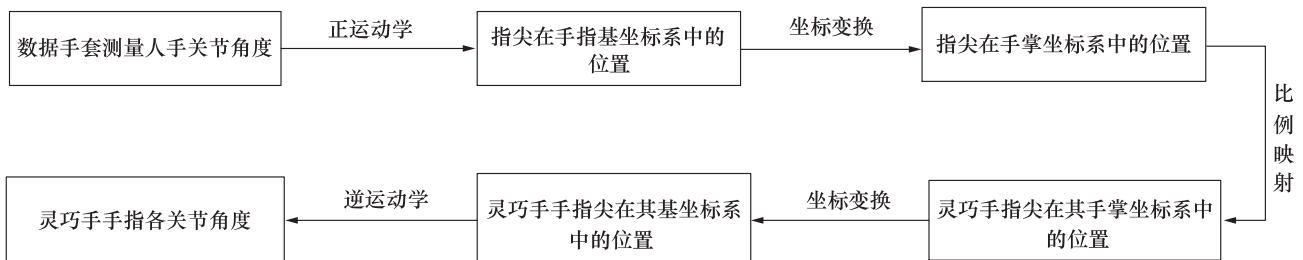 数据手套测量人手关节角度
正运动学
指尖在手指基坐标系中的
位置
坐标变换
指尖在手掌坐标系中的位置
比例映射
灵巧手指尖在其手掌坐标系中
的位置
坐标变换
灵巧手手指尖在其基坐标系
中的位置
逆运动学
灵巧手手指各关节角度